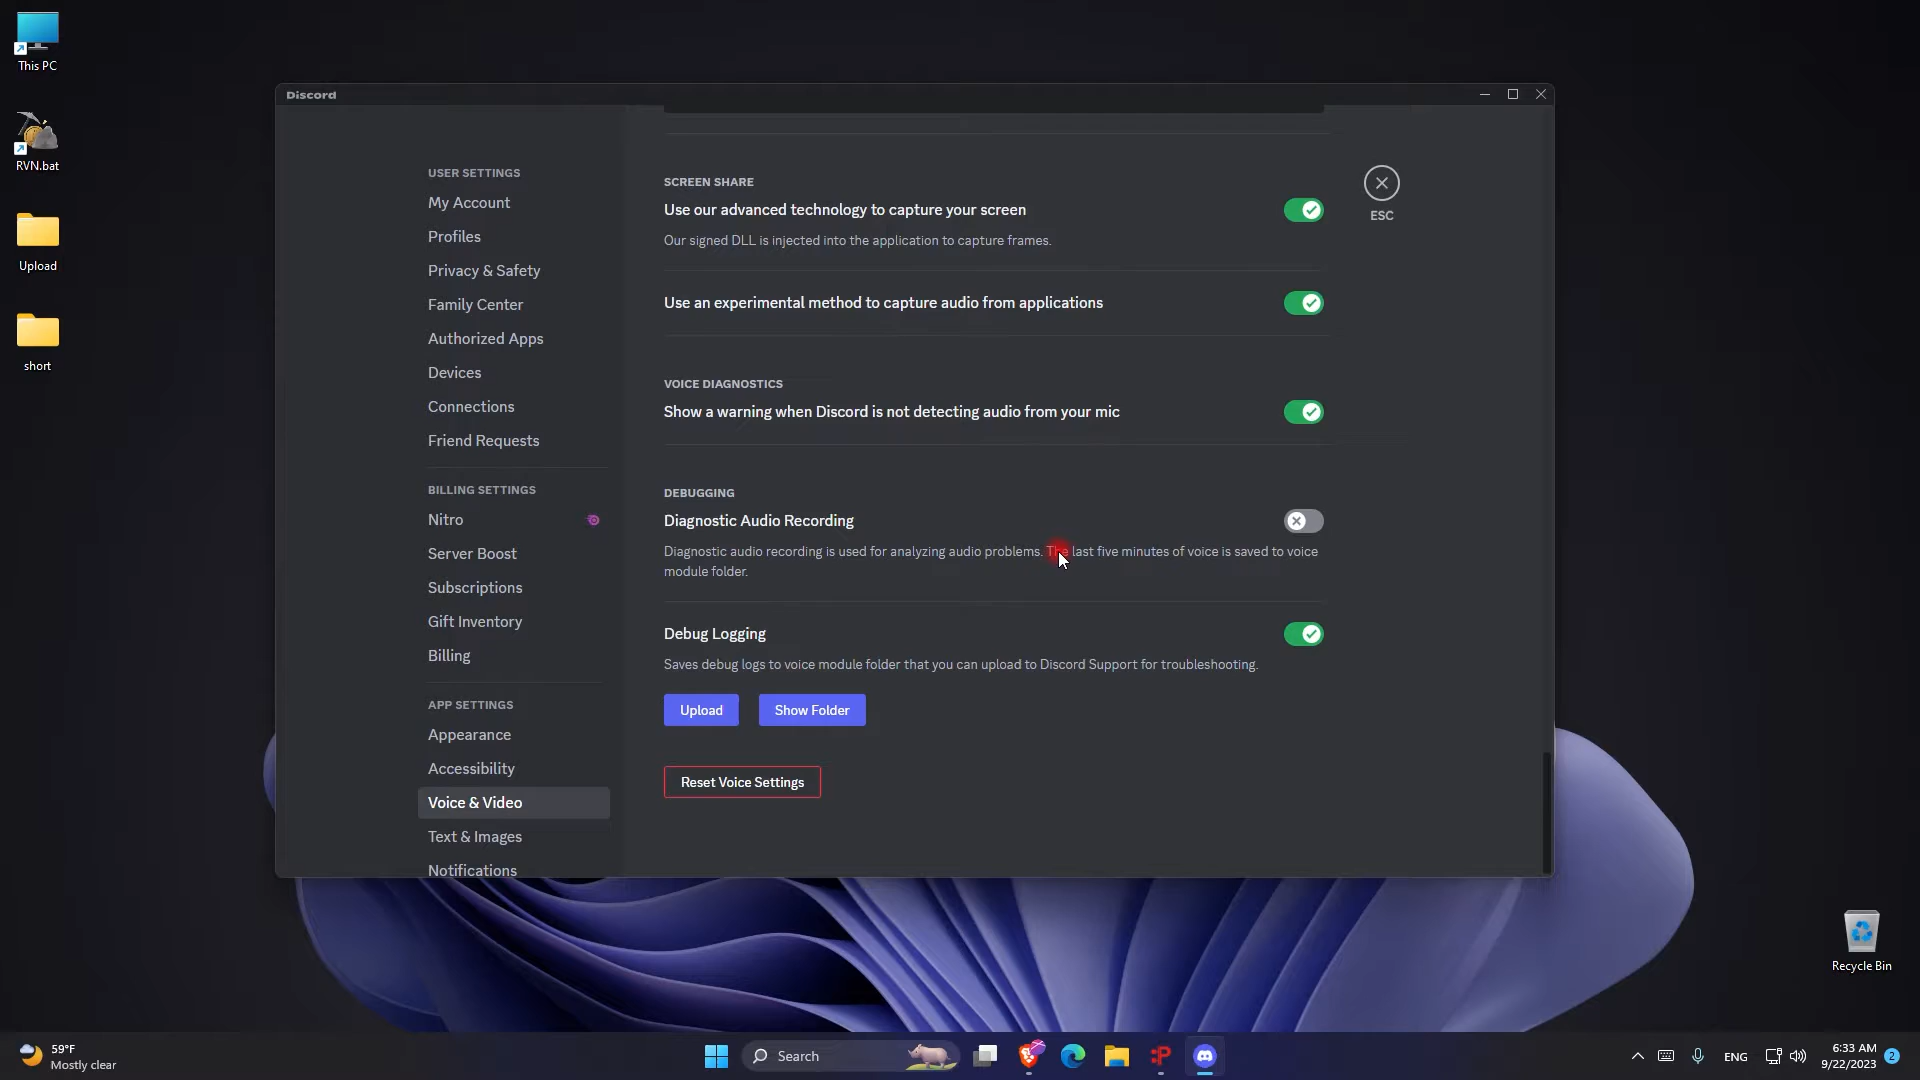 This PC
RVN.bat
Upload
short
Discord
USER SETTINGS
My Account
Profiles
Privacy & Safety
Family Center
Authorized Apps
Devices
Connections
Friend Requests
BILLING SETTINGS
Nitro
Server Boost
Subscriptions
Gift Inventory
Billing
APP SETTINGS
Appearance
Accessibility
Voice & Video
Text & Images
Notifications
SCREEN SHARE
Use our advanced technology to capture your screen
Our signed DLL is injected into the application to capture frames.
Use an experimental method to capture audio from applications
VOICE DIAGNOSTICS
Show a warning when Discord is not detecting audio from your mic
DEBUGGING
Diagnostic Audio Recording
Diagnostic audio recording is used for analyzing audio problems. The last five minutes of voice is saved to voice
module folder.
Debug Logging
Saves debug logs to voice module folder that you can upload to Discord Support for troubleshooting.
Upload
Show Folder
Reset Voice Settings
ESC
Recycle Bin
59°F
Mostly clear
Search
ENG
6:33 AM
9/22/2023
2